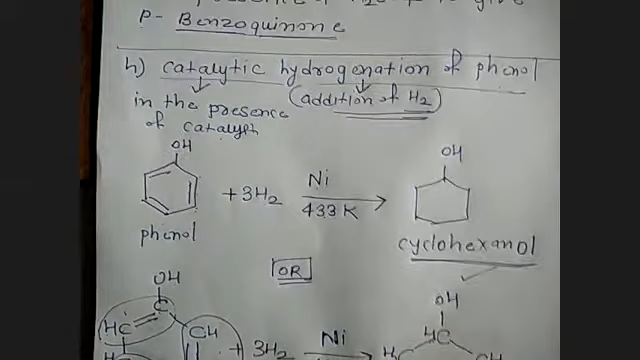 P- Benzoquinone
h) catalytic hydrogenation of phenol
in the presence (addition of H2)
of catalyst
OH
OH
+3H2 Ni
433 K
phenol
cyclohexanol
OR
OH
OH
C
HC
HC CH
+ 3H2 Ni